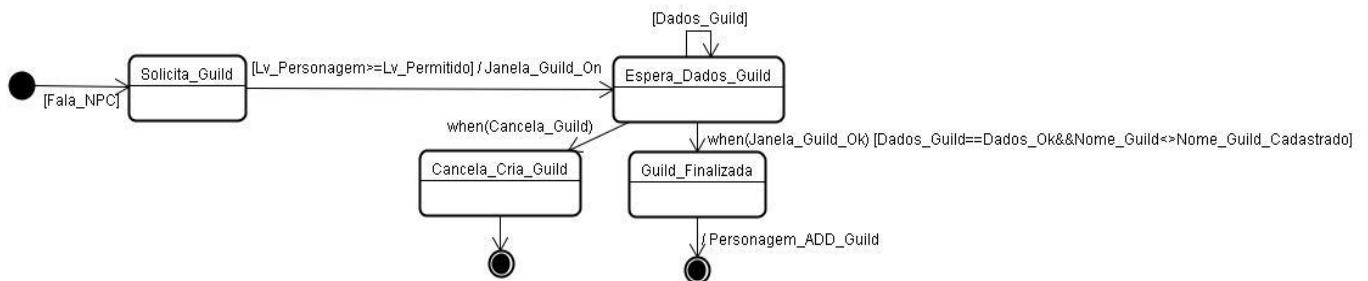 [Dados_Guild]
Solicita_Guild
[Lv_Personagem>=Lv_Permitido] / Janela_Guild_On
Espera_Dados_Guild
[Fala_NPC]
when(Cancela_Guild)
when(Janela_Guild_Ok) [Dados_Guild==Dados_Ok&&Nome_Guild<>Nome_Guild_Cadastrado]
Cancela_Cria_Guild
Guild_Finalizada
/ Personagem_ADD_Guild